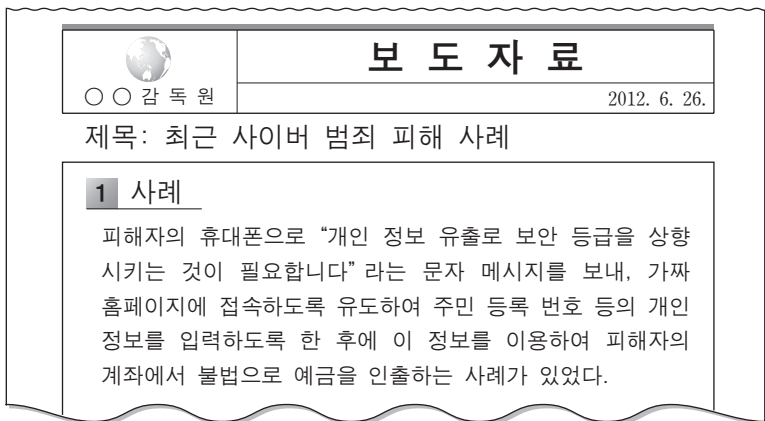 보 도 자 료
○○감독원
2012. 6. 26.
제목: 최근 사이버 범죄 피해 사례
1 사례
피해자의 휴대폰으로 “개인 정보 유출로 보안 등급을 상향
시키는 것이 필요합니다” 라는 문자 메시지를 보내, 가짜
홈페이지에 접속하도록 유도하여 주민 등록 번호 등의 개인
정보를 입력하도록 한 후에 이 정보를 이용하여 피해자의
계좌에서 불법으로 예금을 인출하는 사례가 있었다.